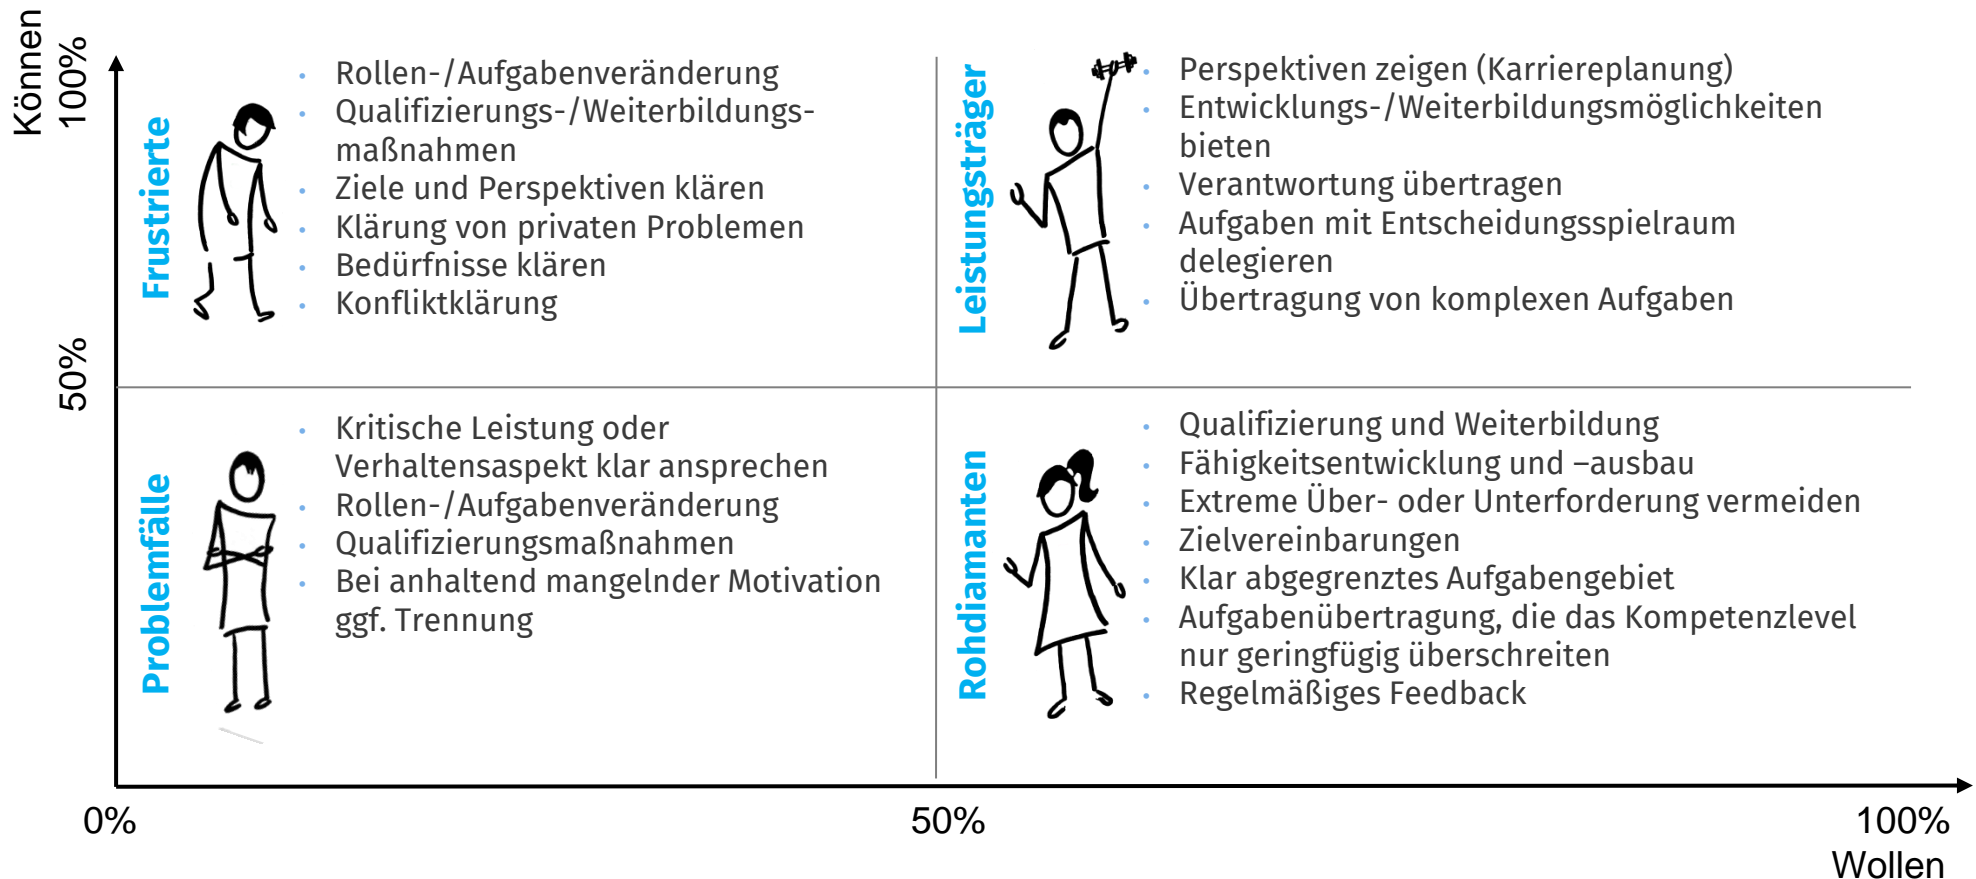 Können
100%
50%
Frustrierte
Rollen-/Aufgabenveränderung
Qualifizierungs-/Weiterbildungs-
maßnahmen
Ziele und Perspektiven klären
Klärung von privaten Problemen
Bedürfnisse klären
Konfliktklärung
Leistungsträger
Perspektiven zeigen (Karriereplanung)
Entwicklungs-/Weiterbildungsmöglichkeiten
bieten
Verantwortung übertragen
Aufgaben mit Entscheidungsspielraum
delegieren
Übertragung von komplexen Aufgaben
Problemfälle
Kritische Leistung oder
Verhaltensaspekt klar ansprechen
Rollen-/Aufgabenveränderung
Qualifizierungsmaßnahmen
Bei anhaltend mangelnder Motivation
ggf. Trennung
Rohdiamanten
Qualifizierung und Weiterbildung
Fähigkeitsentwicklung und –ausbau
Extreme Über- oder Unterforderung vermeiden
Zielvereinbarungen
Klar abgegrenztes Aufgabengebiet
Aufgabenübertragung, die das Kompetenzlevel
nur geringfügig überschreiten
Regelmäßiges Feedback
0%
50%
100%
Wollen